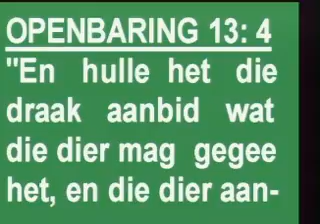 OPENBARING 13: 4
"En hulle het die
draak aanbid wat
die dier mag gegee
het, en die dier aan-